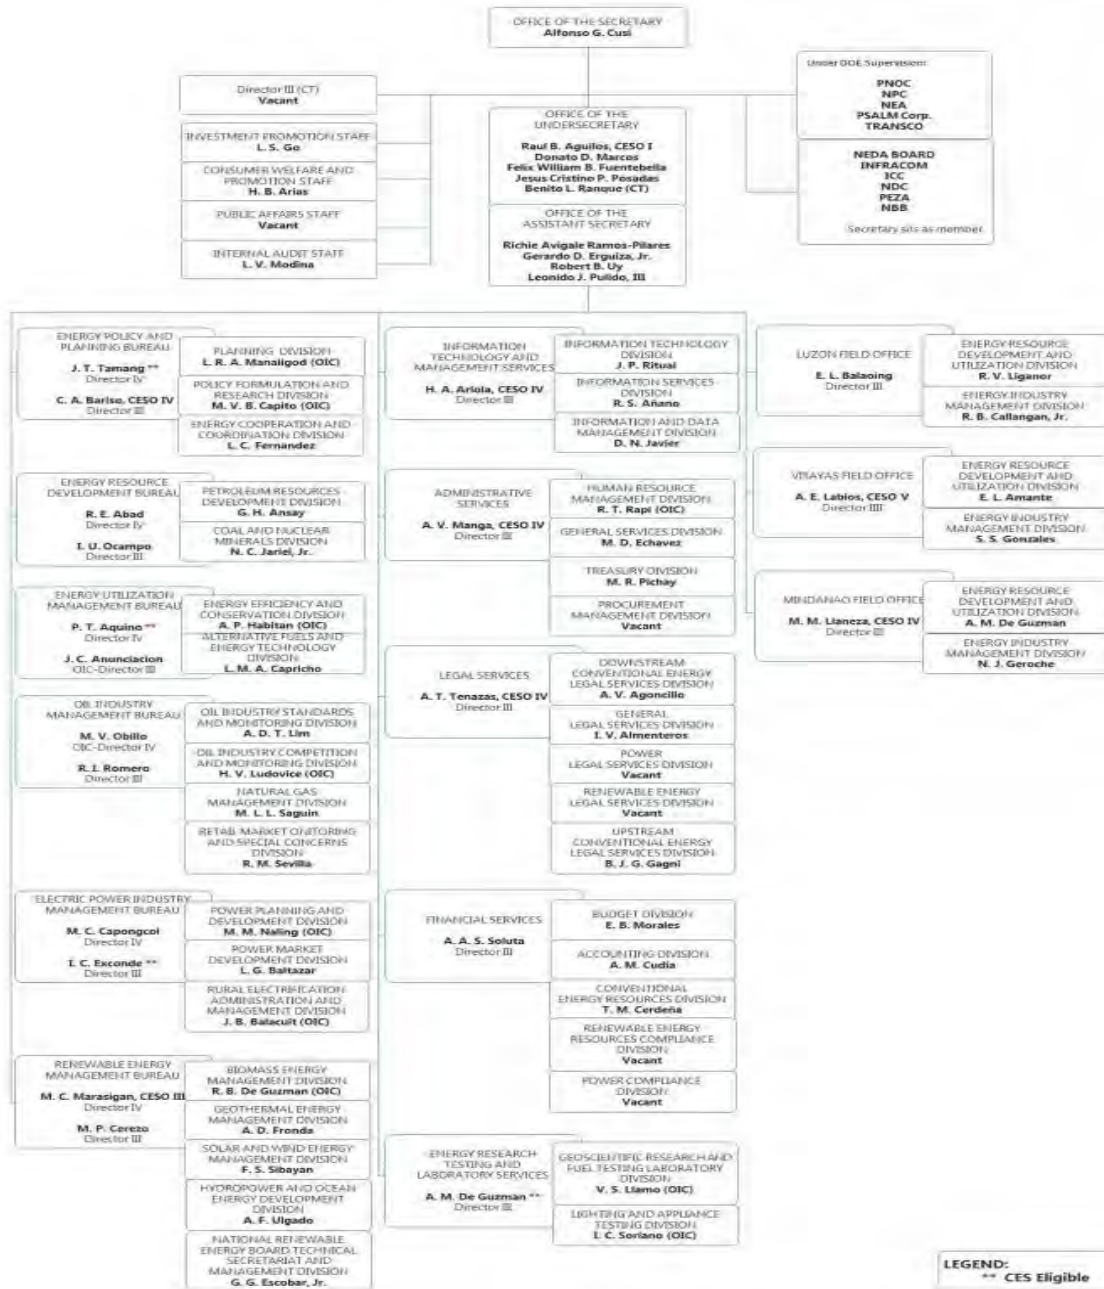 OFFICE OF THE SECRETARY
Alfonso G. Cusi
Director III (CT)
Vacant
INVESTMENT PROMOTION STAFF
L. S. Go
CONSUMER WELFARE AND
PROMOTION STAFF
H. B. Arias
PUBLIC AFFAIRS STAFF
Vacant
INTERNAL AUDIT STAFF
L. V. Modina
OFFICE OF THE
UNDERSECRETARY
Raul B. Aguilos, CESO I
Donato D. Marcos
Felix William B. Fuentebella
Jesus Cristino P. Posadas
Benito L. Ranque (CT)
OFFICE OF THE
ASSISTANT SECRETARY
Richie Avigale Ramos-Pilares
Gerardo D. Erguiza, Jr.
Robert B. Uy
Leonido J. Pulido, III
Under DOE Supervision:
PNOC
NPC
NEA
PSALM Corp.
TRANSCO
NEDA BOARD
INFRACOM
ICC
NDC
PEZA
NBB
Secretary sits as member
ENERGY POLICY AND
PLANNING BUREAU
J. T. Tamang **
Director IV
C. A. Bariso, CESO IV
Director III
PLANNING DIVISION
L. R. A. Manaligod (OIC)
POLICY FORMULATION AND
RESEARCH DIVISION
M. V. B. Capito (OIC)
ENERGY COOPERATION AND
COORDINATION DIVISION
L. C. Fernandez
ENERGY RESOURCE
DEVELOPMENT BUREAU
R. E. Abad
Director IV
I. U. Ocampo
Director III
PETROLEUM RESOURCES
DEVELOPMENT DIVISION
G. H. Ansay
COAL AND NUCLEAR
MINERALS DIVISION
N. C. Jariel, Jr.
ENERGY UTILIZATION
MANAGEMENT BUREAU
P. T. Aquino **
Director IV
J. C. Anunciacion
OIC-Director III
ENERGY EFFICIENCY AND
CONSERVATION DIVISION
A. P. Habitan (OIC)
ALTERNATIVE FUELS AND
ENERGY TECHNOLOGY
DIVISION
L. M. A. Capricho
OIL INDUSTRY
MANAGEMENT BUREAU
M. V. Obillo
OIC-Director IV
R. I. Romero
Director III
OIL INDUSTRY STANDARDS
AND MONITORING DIVISION
A. D. T. Lim
OIL INDUSTRY COMPETITION
AND MONITORING DIVISION
H. V. Ludovice (OIC)
NATURAL GAS
MANAGEMENT DIVISION
M. L. L. Saguin
RETAIL MARKET ONITORING
AND SPECIAL CONCERNS
DIVISION
R. M. Sevilla
ELECTRIC POWER INDUSTRY
MANAGEMENT BUREAU
M. C. Capongcol
Director IV
I. C. Exconde **
Director III
POWER PLANNING AND
DEVELOPMENT DIVISION
M. M. Naling (OIC)
POWER MARKET
DEVELOPMENT DIVISION
L. G. Baltazar
RURAL ELECTRIFICATION
ADMINISTRATION AND
MANAGEMENT DIVISION
J. B. Balacuit (OIC)
RENEWABLE ENERGY
MANAGEMENT BUREAU
M. C. Marasigan, CESO III
Director IV
M. P. Cerezo
Director III
BIOMASS ENERGY
MANAGEMENT DIVISION
R. B. De Guzman (OIC)
GEOTHERMAL ENERGY
MANAGEMENT DIVISION
A. D. Fronda
SOLAR AND WIND ENERGY
MANAGEMENT DIVISION
F. S. Sibayan
HYDROPOWER AND OCEAN
ENERGY DEVELOPMENT
DIVISION
A. F. Ulgado
NATIONAL RENEWABLE
ENERGY BOARD TECHNICAL
SECRETARIAT AND
MANAGEMENT DIVISION
G. G. Escobar, Jr.
INFORMATION
TECHNOLOGY AND
MANAGEMENT SERVICES
H. A. Ariola, CESO IV
Director III
INFORMATION TECHNOLOGY
DIVISION
J. P. Ritual
INFORMATION SERVICES
DIVISION
R. S. Añano
INFORMATION AND DATA
MANAGEMENT DIVISION
D. N. Javier
ADMINISTRATIVE
SERVICES
A. V. Manga, CESO IV
Director III
HUMAN RESOURCE
MANAGEMENT DIVISION
R. T. Rapi (OIC)
GENERAL SERVICES DIVISION
M. D. Echavez
TREASURY DIVISION
M. R. Pichay
PROCUREMENT
MANAGEMENT DIVISION
Vacant
LEGAL SERVICES
A. T. Tenazas, CESO IV
Director III
DOWNSTREAM
CONVENTIONAL ENERGY
LEGAL SERVICES DIVISION
A. V. Agoncillo
GENERAL
LEGAL SERVICES DIVISION
I. V. Almenteros
POWER
LEGAL SERVICES DIVISION
Vacant
RENEWABLE ENERGY
LEGAL SERVICES DIVISION
Vacant
UPSTREAM
CONVENTIONAL ENERGY
LEGAL SERVICES DIVISION
B. J. G. Gagni
FINANCIAL SERVICES
A. A. S. Soluta
Director III
BUDGET DIVISION
E. B. Morales
ACCOUNTING DIVISION
A. M. Cudia
CONVENTIONAL
ENERGY RESOURCES DIVISION
T. M. Cerdeña
RENEWABLE ENERGY
RESOURCES COMPLIANCE
DIVISION
Vacant
POWER COMPLIANCE
DIVISION
Vacant
ENERGY RESEARCH
TESTING AND
LABORATORY SERVICES
A. M. De Guzman **
Director III
GEOSCIENTIFIC RESEARCH AND
FUEL TESTING LABORATORY
DIVISION
V. S. Llamo (OIC)
LIGHTING AND APPLIANCE
TESTING DIVISION
I. C. Soriano (OIC)
LUZON FIELD OFFICE
E. L. Balaoing
Director III
ENERGY RESOURCE
DEVELOPMENT AND
UTILIZATION DIVISION
R. V. Liganor
ENERGY INDUSTRY
MANAGEMENT DIVISION
R. B. Callangan, Jr.
VISAYAS FIELD OFFICE
A. E. Labios, CESO V
Director IIII
ENERGY RESOURCE
DEVELOPMENT AND
UTILIZATION DIVISION
E. L. Amante
ENERGY INDUSTRY
MANAGEMENT DIVISION
S. S. Gonzales
MINDANAO FIELD OFFICE
M. M. Llaneza, CESO IV
Director III
ENERGY RESOURCE
DEVELOPMENT AND
UTILIZATION DIVISION
A. M. De Guzman
ENERGY INDUSTRY
MANAGEMENT DIVISION
N. J. Geroche
LEGEND:
** CES Eligible